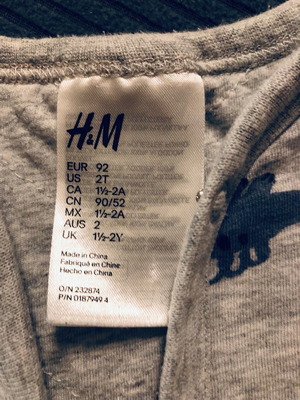 H&M
EUR 92
US 2T
CA 1½-2A
CN 90/52
MX 1½-2A
AUS 2
UK 1½-2Y
Made in China
Fabriqué en Chine
Hecho en China
O/N 232874
P/N 0187949 4